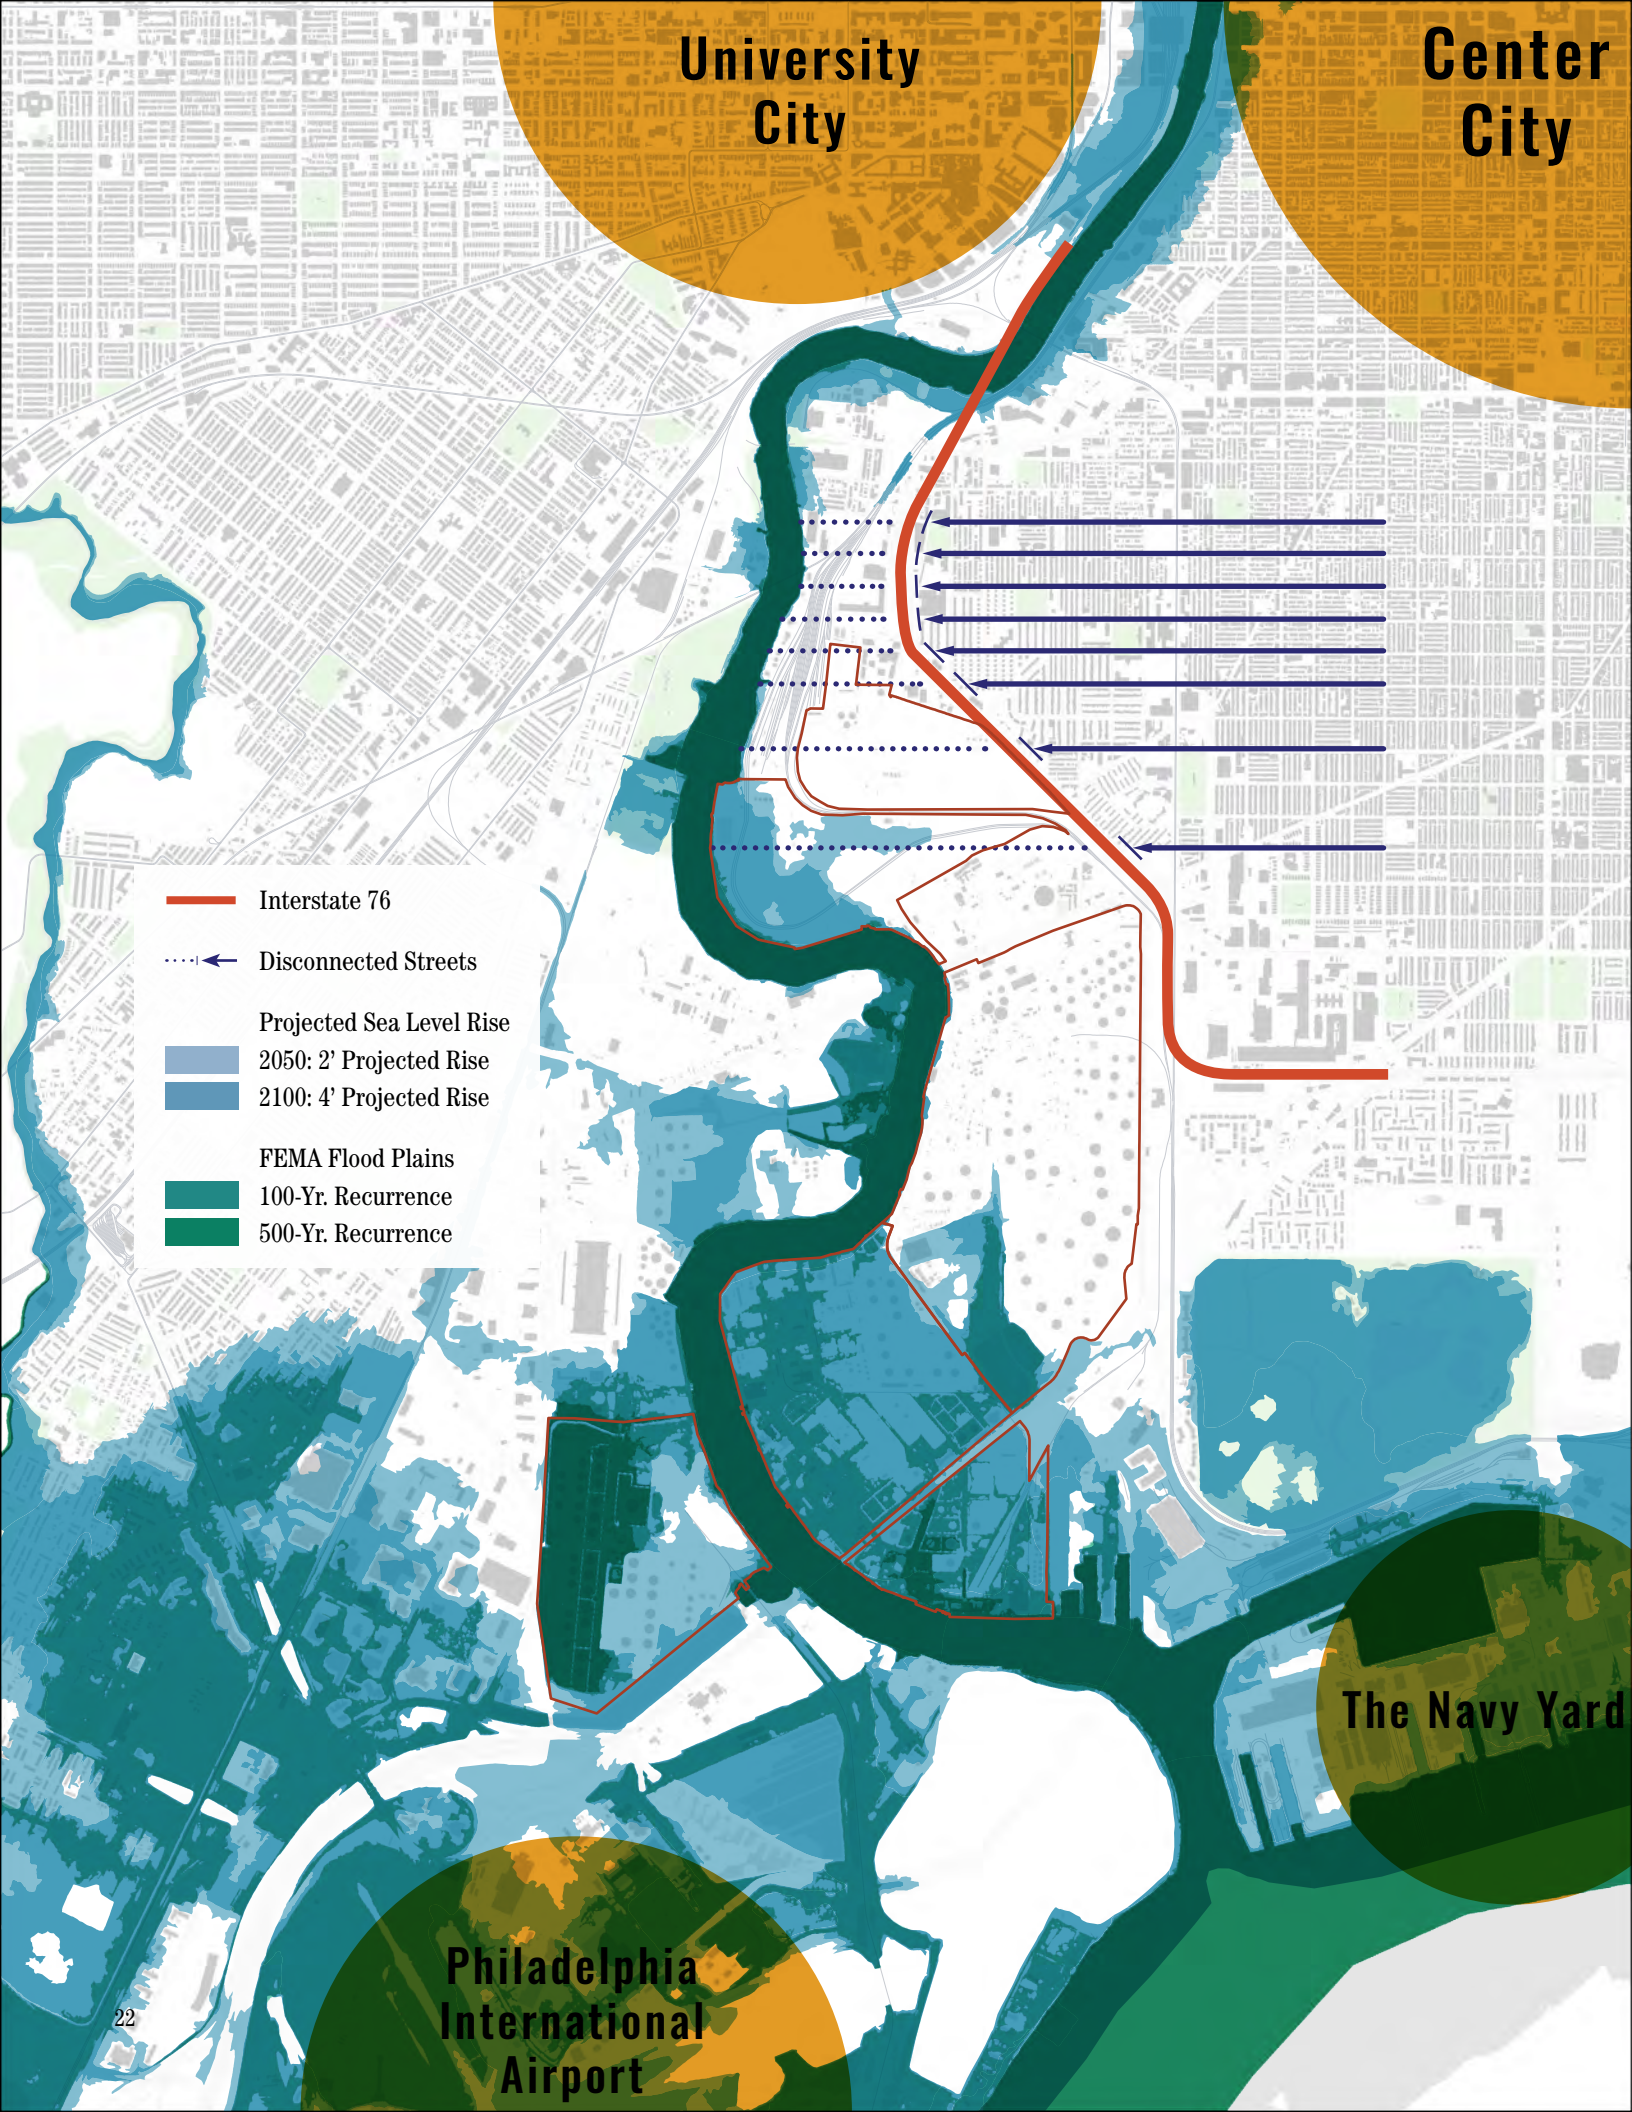 University
City
Center
City
Interstate 76
Disconnected Streets
Projected Sea Level Rise
2050: 2’ Projected Rise
2100: 4’ Projected Rise
FEMA Flood Plains
100-Yr. Recurrence
500-Yr. Recurrence
The Navy Yard
Philadelphia
International
Airport
22